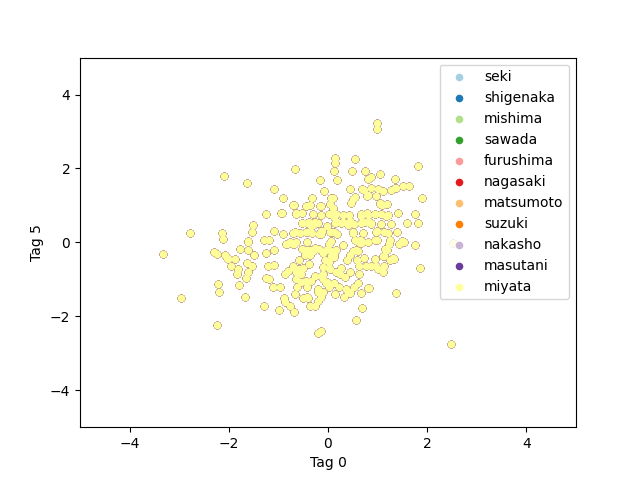 4
2
0
−2
−4
Tag 5
−4
−2
0
2
4
Tag 0
seki
shigenaka
mishima
sawada
furushima
nagasaki
matsumoto
suzuki
nakasho
masutani
miyata